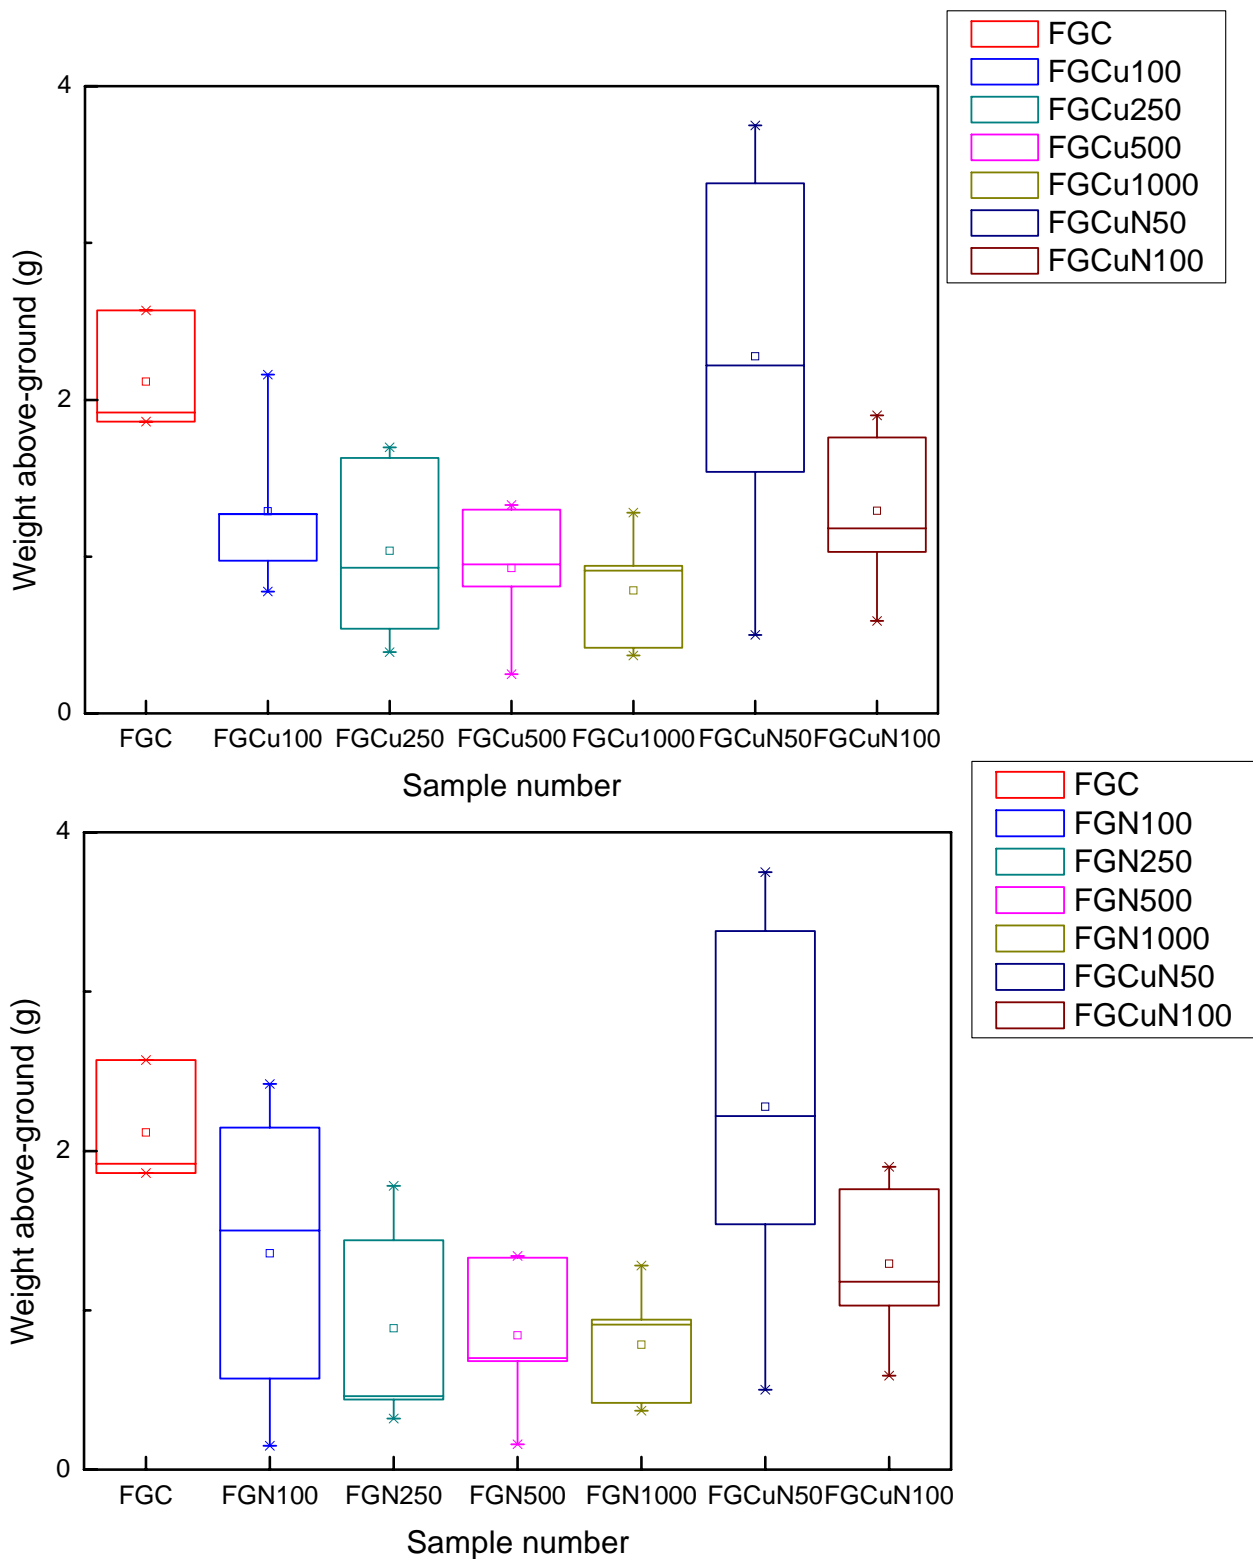 FGC
FGCu100
FGCu250
FGCu500
FGCu1000
FGCuN50
FGCuN100
4
2
0
Weight above-ground (g)
FGC FGCu100 FGCu250 FGCu500 FGCu1000 FGCuN50 FGCuN100
Sample number
FGC
FGN100
FGN250
FGN500
FGN1000
FGCuN50
FGCuN100
4
2
0
Weight above-ground (g)
FGC FGN100 FGN250 FGN500 FGN1000 FGCuN50 FGCuN100
Sample number